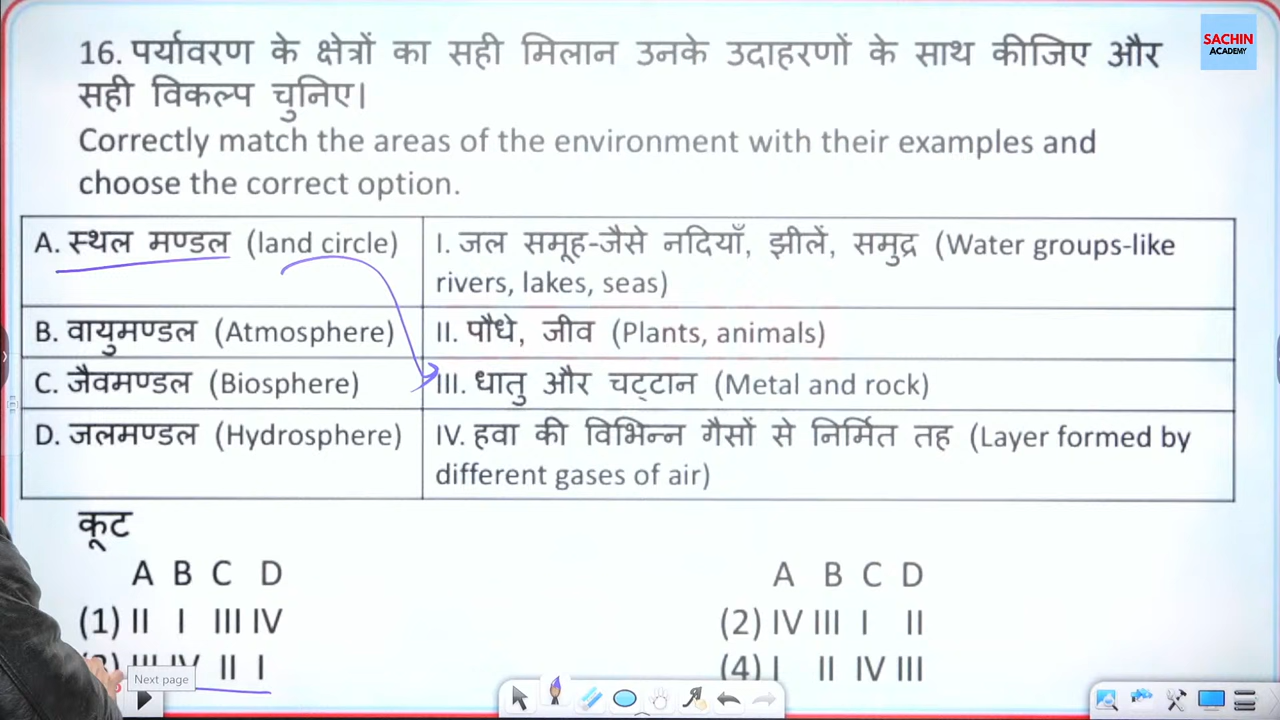 SACHIN
ACADEMY
16. पर्यावरण के क्षेत्रों का सही मिलान उनके उदाहरणों के साथ कीजिए और
सही विकल्प चुनिए।
Correctly match the areas of the environment with their examples and
choose the correct option.
A. स्थल मण्डल (land circle)
I. जल समूह-जैसे नदियाँ, झीलें, समुद्र (Water groups-like
rivers, lakes, seas)
B. वायुमण्डल (Atmosphere)
II. पौधे, जीव (Plants, animals)
C. जैवमण्डल (Biosphere)
III. धातु और चट्टान (Metal and rock)
D. जलमण्डल (Hydrosphere)
IV. हवा की विभिन्न गैसों से निर्मित तह (Layer formed by
different gases of air)
कूट
A B C D
A B C D
(1) II I III IV
(2) IV III I II
III IV II I
(4) I II IV III
Next page